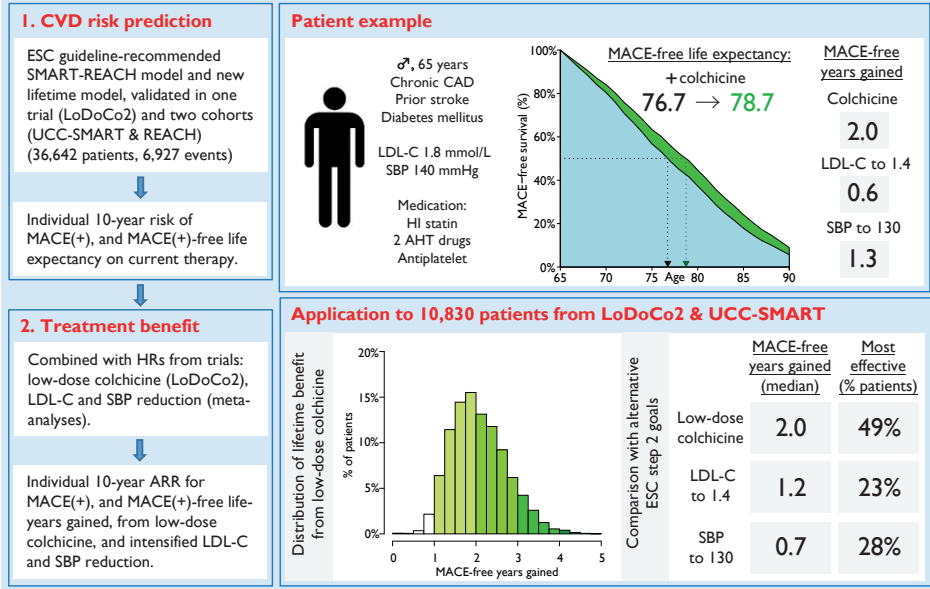 1. CVD risk prediction
ESC guideline-recommended
SMART-REACH model and new
lifetime model, validated in one
trial (LoDoCo2) and two cohorts
(UCC-SMART & REACH)
(36,642 patients, 6,927 events)
Individual 10-year risk of
MACE(+), and MACE(+)-free life
expectancy on current therapy.
2. Treatment benefit
Combined with HRs from trials:
low-dose colchicine (LoDoCo2),
LDL-C and SBP reduction (meta-
analyses).
Individual 10-year ARR for
MACE(+), and MACE(+)-free life-
years gained, from low-dose
colchicine, and intensified LDL-C
and SBP reduction.
Patient example
♂, 65 years
Chronic CAD
Prior stroke
Diabetes mellitus
LDL-C 1.8 mmol/L
SBP 140 mmHg
Medication:
HI statin
2 AHT drugs
Antiplatelet
MACE-free survival (%)
100%
80%
60%
40%
20%
0%
65 70 75 Age 80 85 90
MACE-free life expectancy:
+colchicine
76.7 → 78.7
MACE-free
years gained
Colchicine
2.0
LDL-C to 1.4
0.6
SBP to 130
1.3
Application to 10,830 patients from LoDoCo2 & UCC-SMART
Distribution of lifetime benefit
from low-dose colchicine
% of patients
20%
15%
10%
5%
0%
0 1 2 3 4 5
MACE-free years gained
Comparison with alternative
ESC step 2 goals
MACE-free
years gained
(median)
Most
effective
(% patients)
Low-dose
colchicine
2.0 49%
LDL-C
to 1.4
1.2 23%
SBP
to 130
0.7 28%